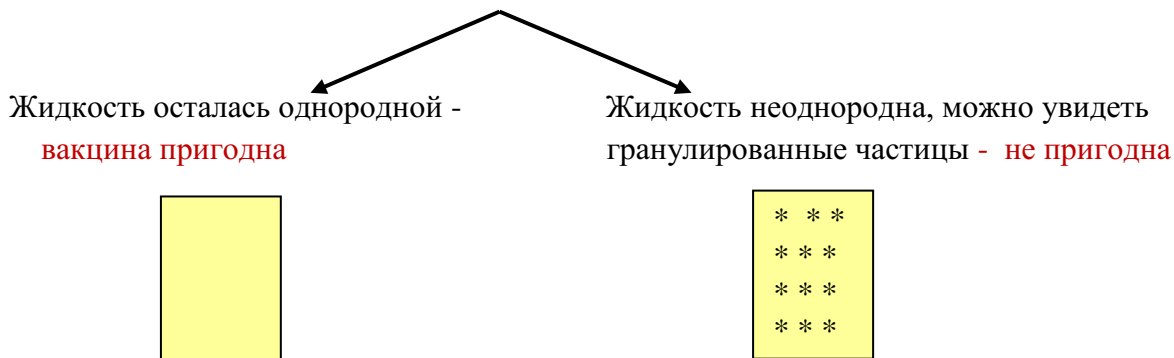 Жидкость осталась однородной -
вакцина пригодна
Жидкость неоднородна, можно увидеть
гранулированные частицы - не пригодна
* * *
* * *
* * *
* * *